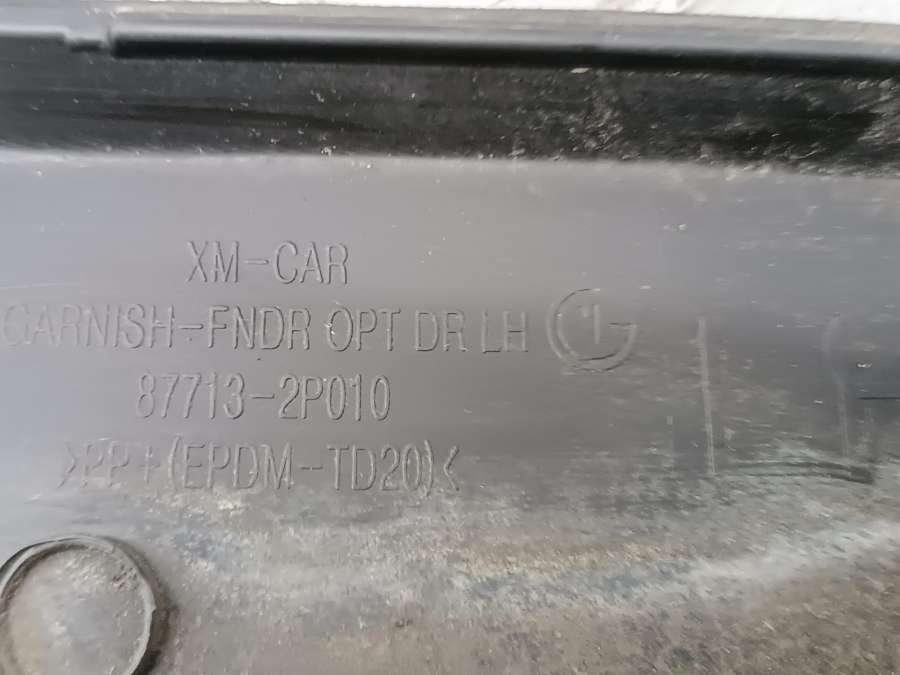 XM-CAR
GARNISH-FNDR OPT DR LH
87713-2P010
>PP+(EPDM-TD20)<